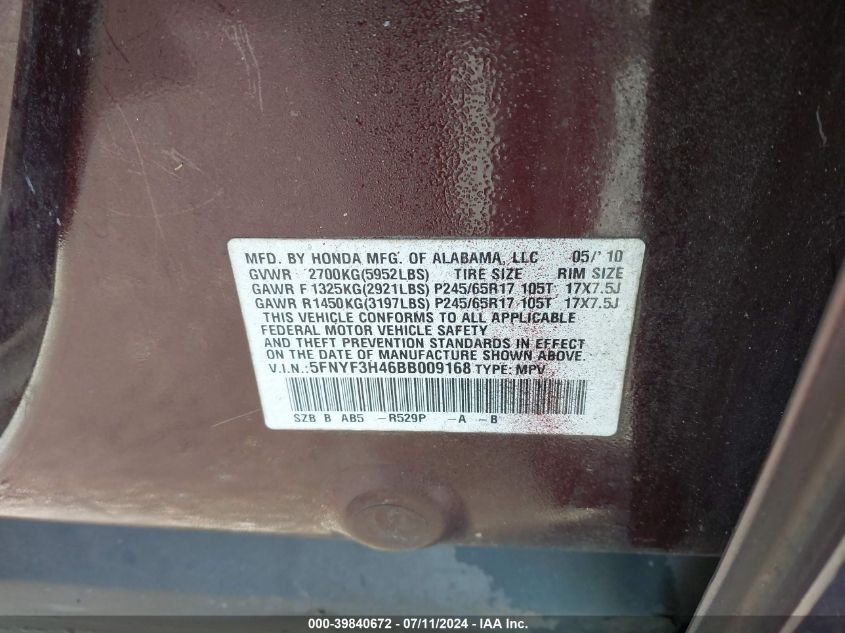 MFD. BY HONDA MFG. OF ALABAMA, LLC 05/'10
GVWR 2700KG(5952LBS) TIRE SIZE RIM SIZE
GAWR F 1325KG(2921LBS) P245/65R17 105T 17X7.5J
GAWR R1450KG(3197LBS) P245/65R17 105T 17X7.5J
THIS VEHICLE CONFORMS TO ALL APPLICABLE
FEDERAL MOTOR VEHICLE SAFETY
AND THEFT PREVENTION STANDARDS IN EFFECT
ON THE DATE OF MANUFACTURE SHOWN ABOVE.
V.I.N.:5FNYF3H46BB009168 TYPE: MPV
SZB B AB5 -R529P -A -B
000-39840672 - 07/11/2024 - © IAA, Inc.